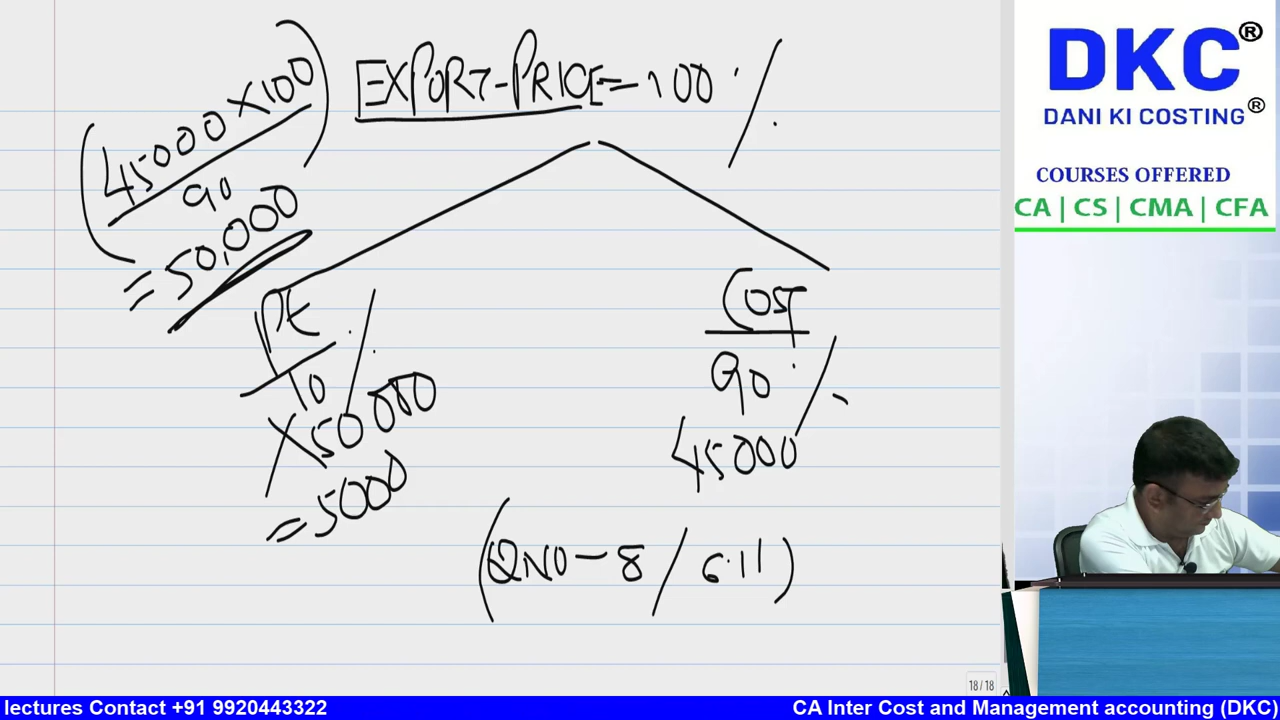 EXPORT-PRICE=100%
(45000×100)
90
=50,000
PE
10%
×50000
=5000
COST
90%
45000
(QNO-8/6.11)
18/18
DKC®
DANI KI COSTING®
COURSES OFFERED
CA | CS | CMA | CFA
lectures Contact +91 9920443322
CA Inter Cost and Management accounting (DKC)